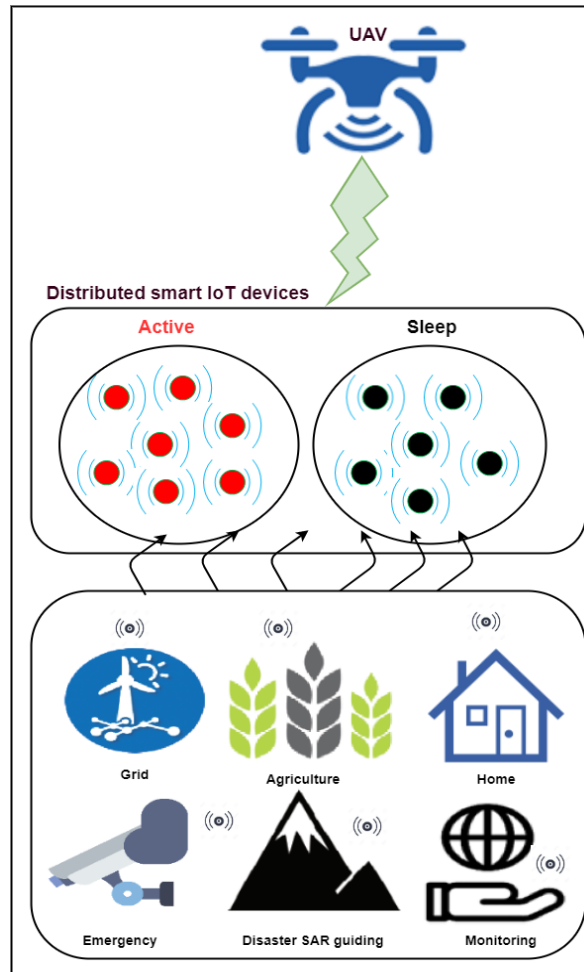 UAV
Distributed smart IoT devices
Active
Sleep
Grid
Agriculture
Home
Emergency
Disaster SAR guiding
Monitoring